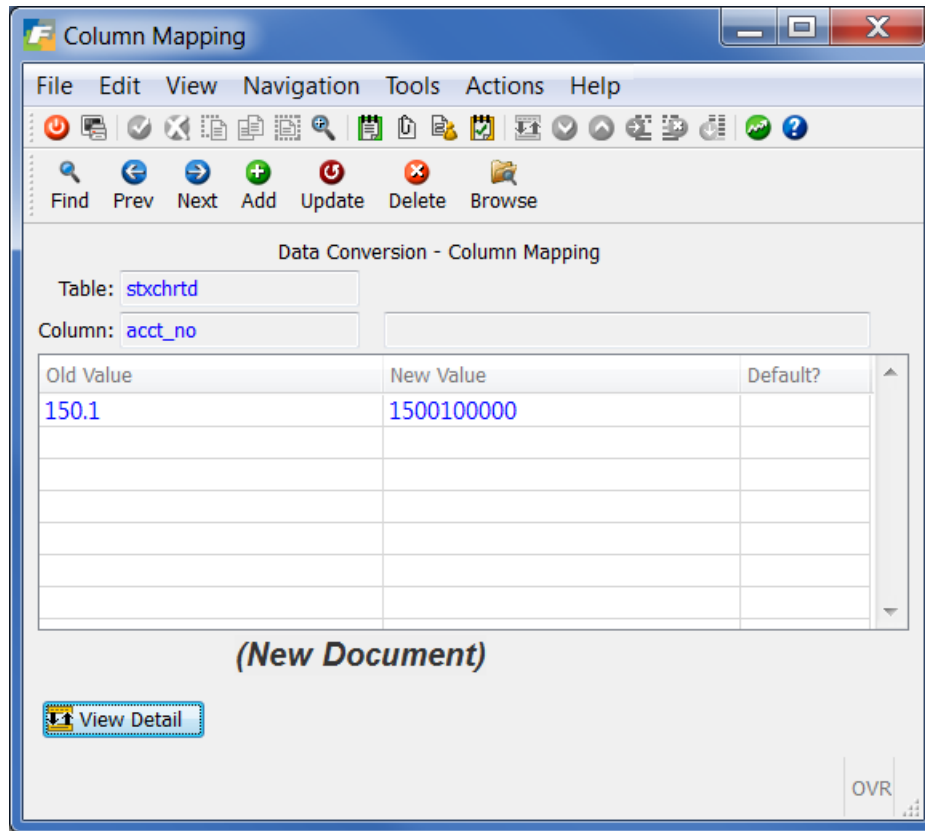 Column Mapping
File Edit View Navigation Tools Actions Help
Find Prev Next Add Update Delete Browse
Data Conversion - Column Mapping
Table: stxchrtd
Column: acct_no
Old Value New Value Default?
150.1 1500100000
(New Document)
View Detail
OVR